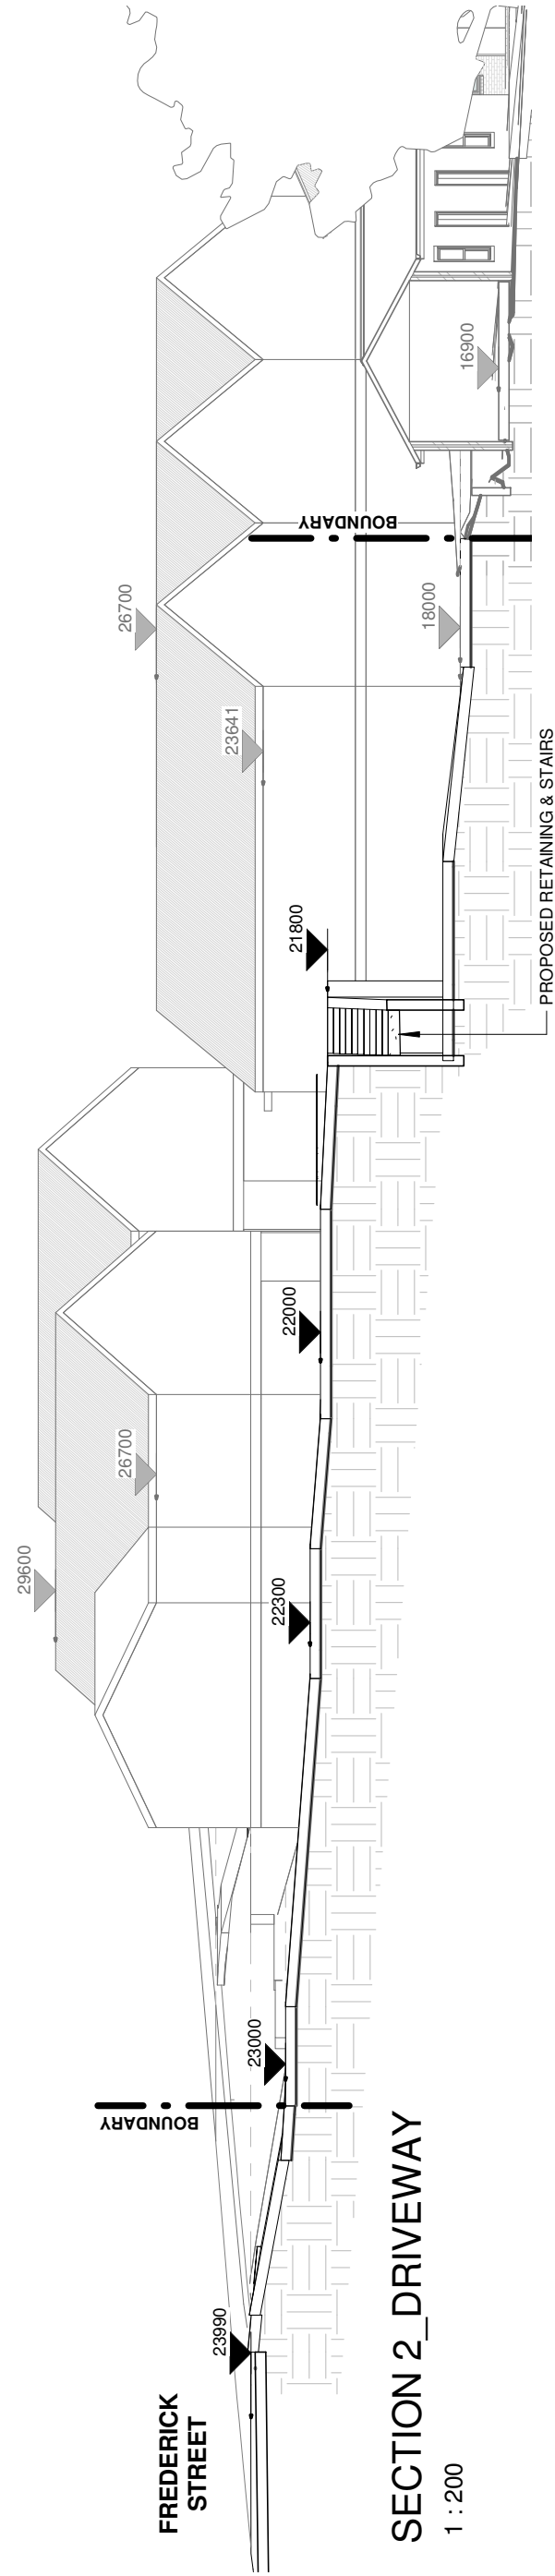 FREDERICK
STREET
23990
BOUNDARY
23000
22300
29600
26700
22000
21800
23641
26700
18000
BOUNDARY
16900
PROPOSED RETAINING & STAIRS
SECTION 2_DRIVEWAY
1 : 200